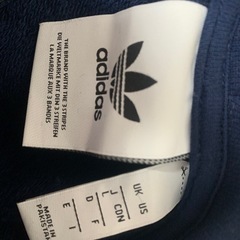 adidas
THE BRAND WITH THE 3 STRIPES
DIE WELTMARKE MIT DEN 3 STREIFEN
LA MARQUE AUX 3 BANDES
UK US
J CDN
L
D F
E I
MADE IN
PAKISTAN